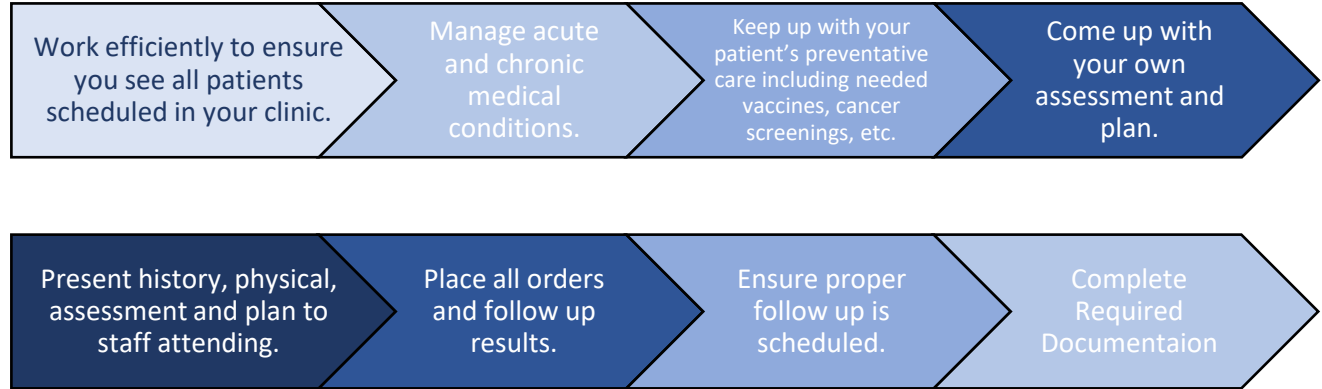 Work efficiently to ensure
you see all patients
scheduled in your clinic.
Manage acute
and chronic
medical
conditions.
Keep up with your
patient's preventative
care including needed
vaccines, cancer
screenings, etc.
Come up with
your own
assessment and
plan.
Present history, physical,
assessment and plan to
staff attending.
Place all orders
and follow up
results.
Ensure proper
follow up is
scheduled.
Complete
Required
Documentaion